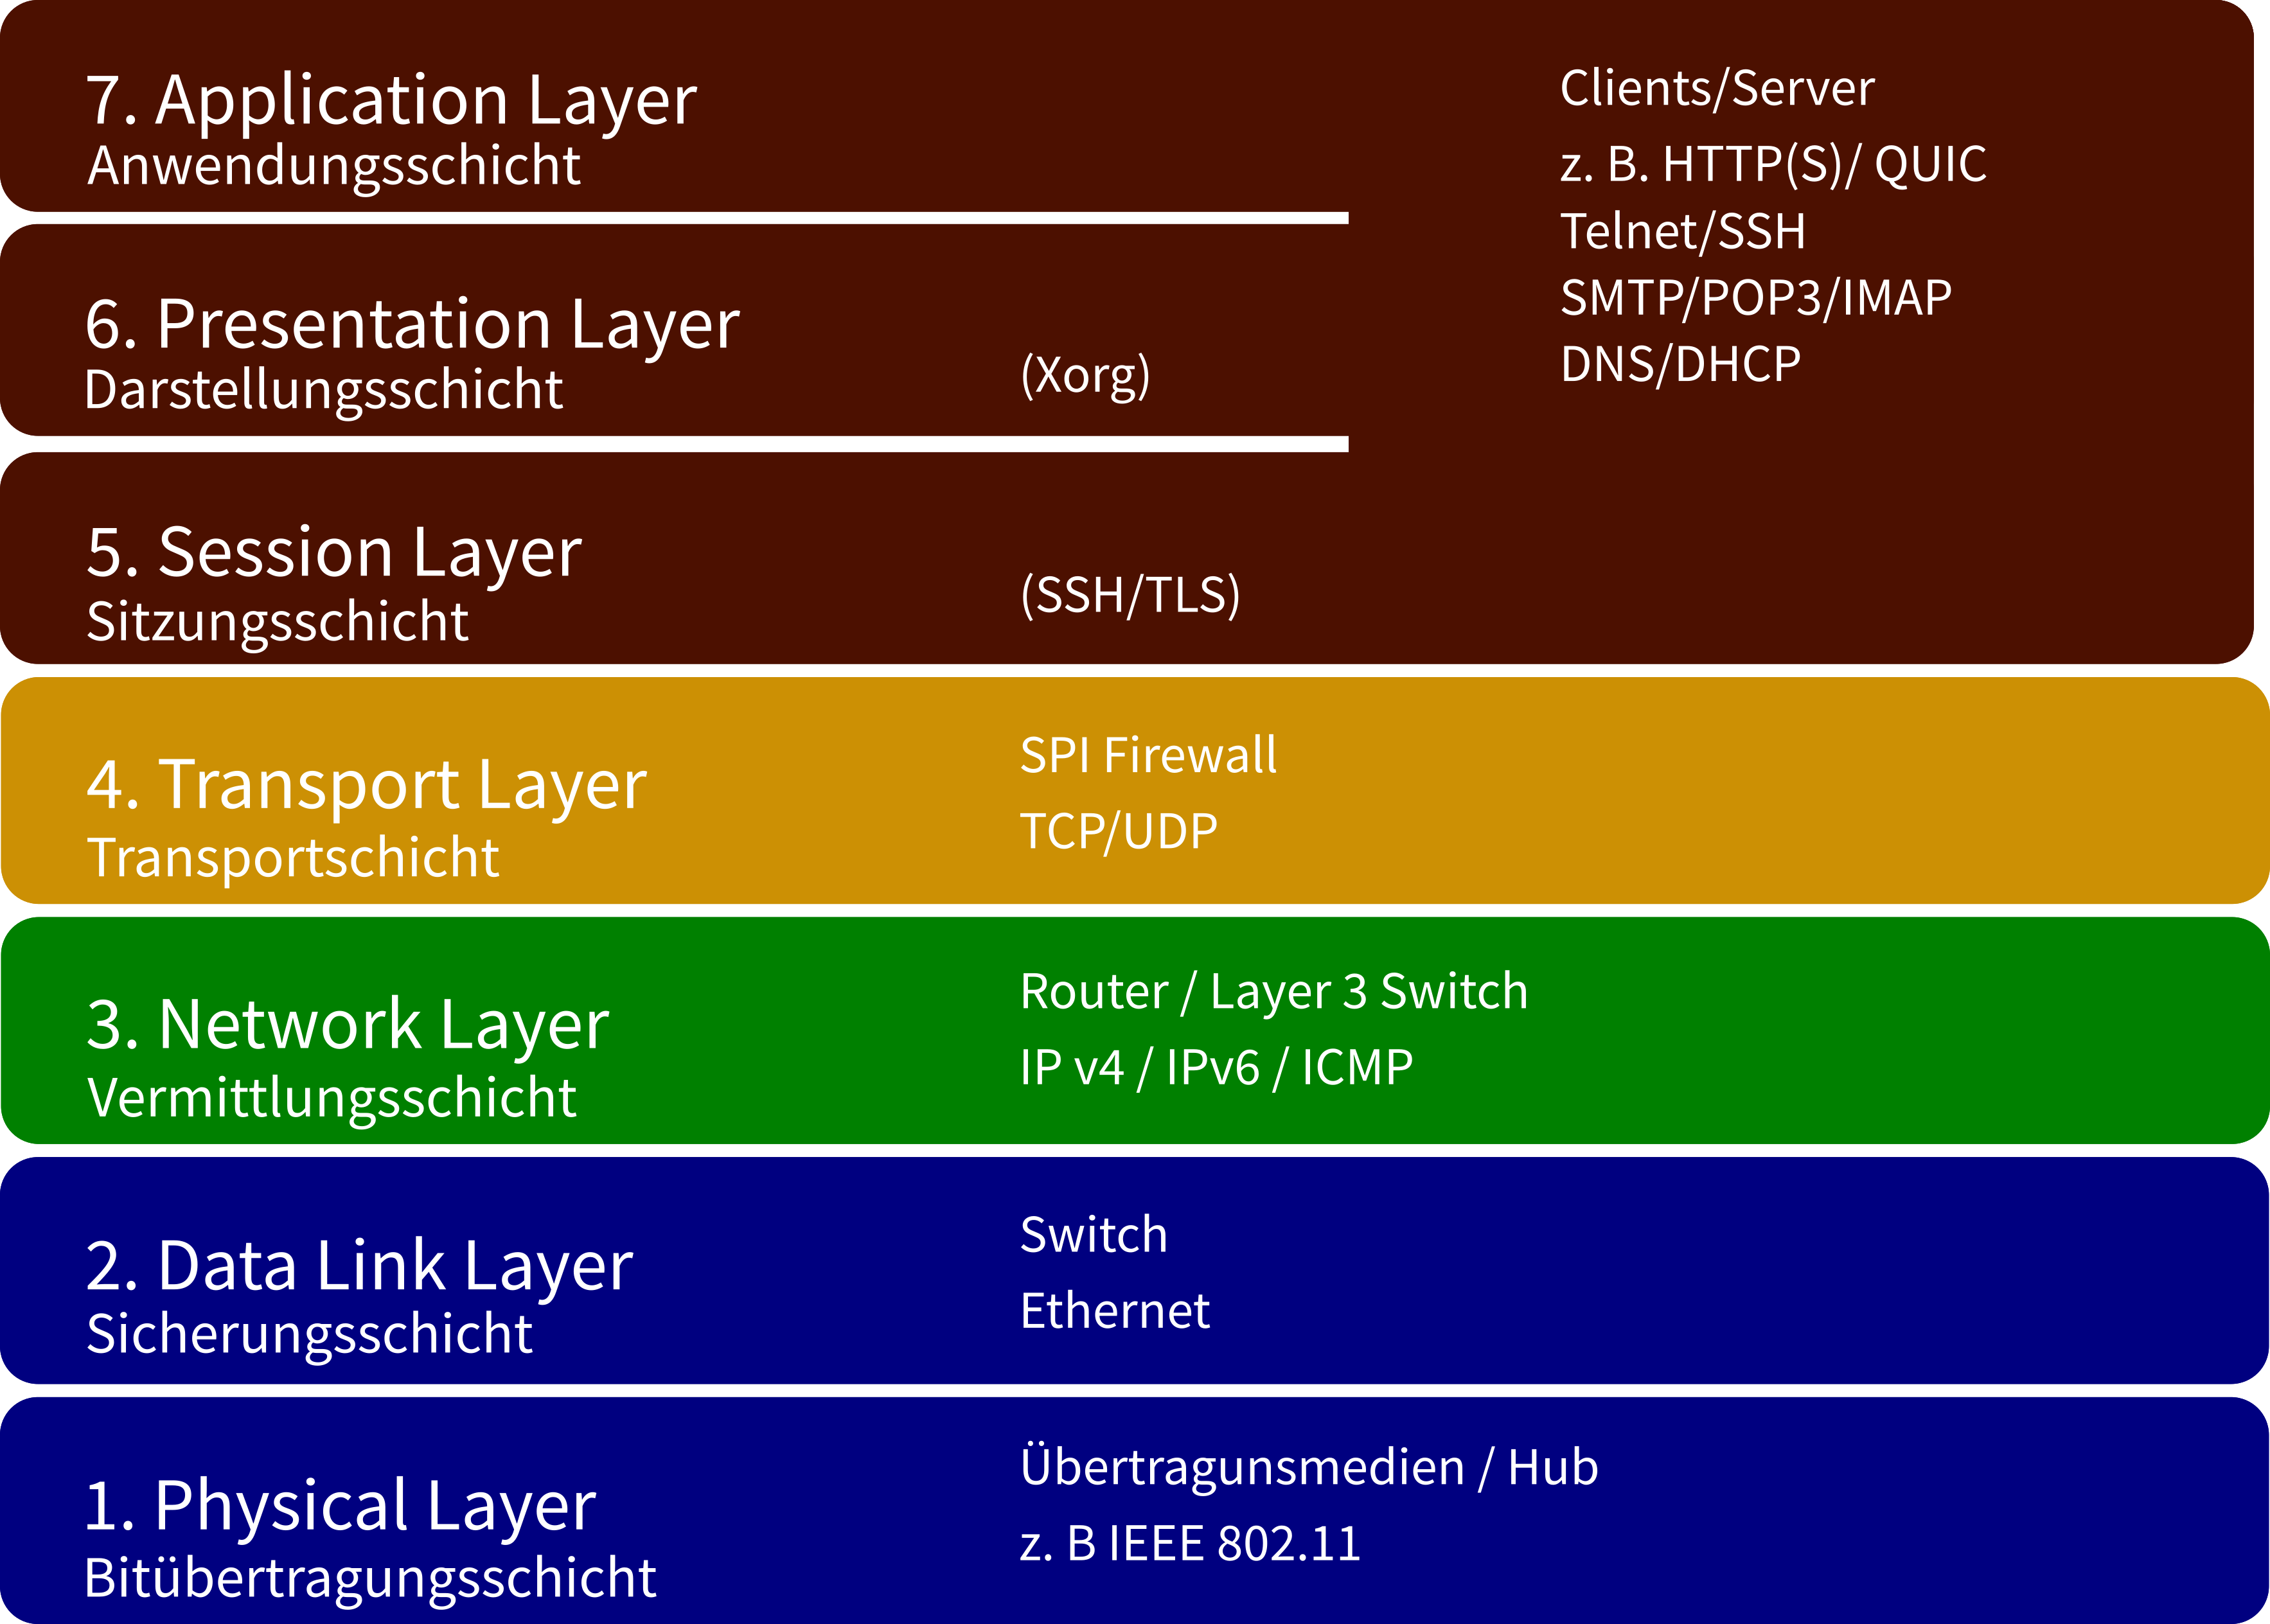 7. Application Layer
Anwendungsschicht
Clients/Server
z. B. HTTP(S)/ QUIC
Telnet/SSH
SMTP/POP3/IMAP
DNS/DHCP
6. Presentation Layer
Darstellungsschicht
(Xorg)
5. Session Layer
Sitzungsschicht
(SSH/TLS)
4. Transport Layer
Transportschicht
SPI Firewall
TCP/UDP
3. Network Layer
Vermittlungsschicht
Router / Layer 3 Switch
IP v4 / IPv6 / ICMP
2. Data Link Layer
Sicherungsschicht
Switch
Ethernet
1. Physical Layer
Bitübertragungsschicht
Übertragunsmedien / Hub
z. B IEEE 802.11